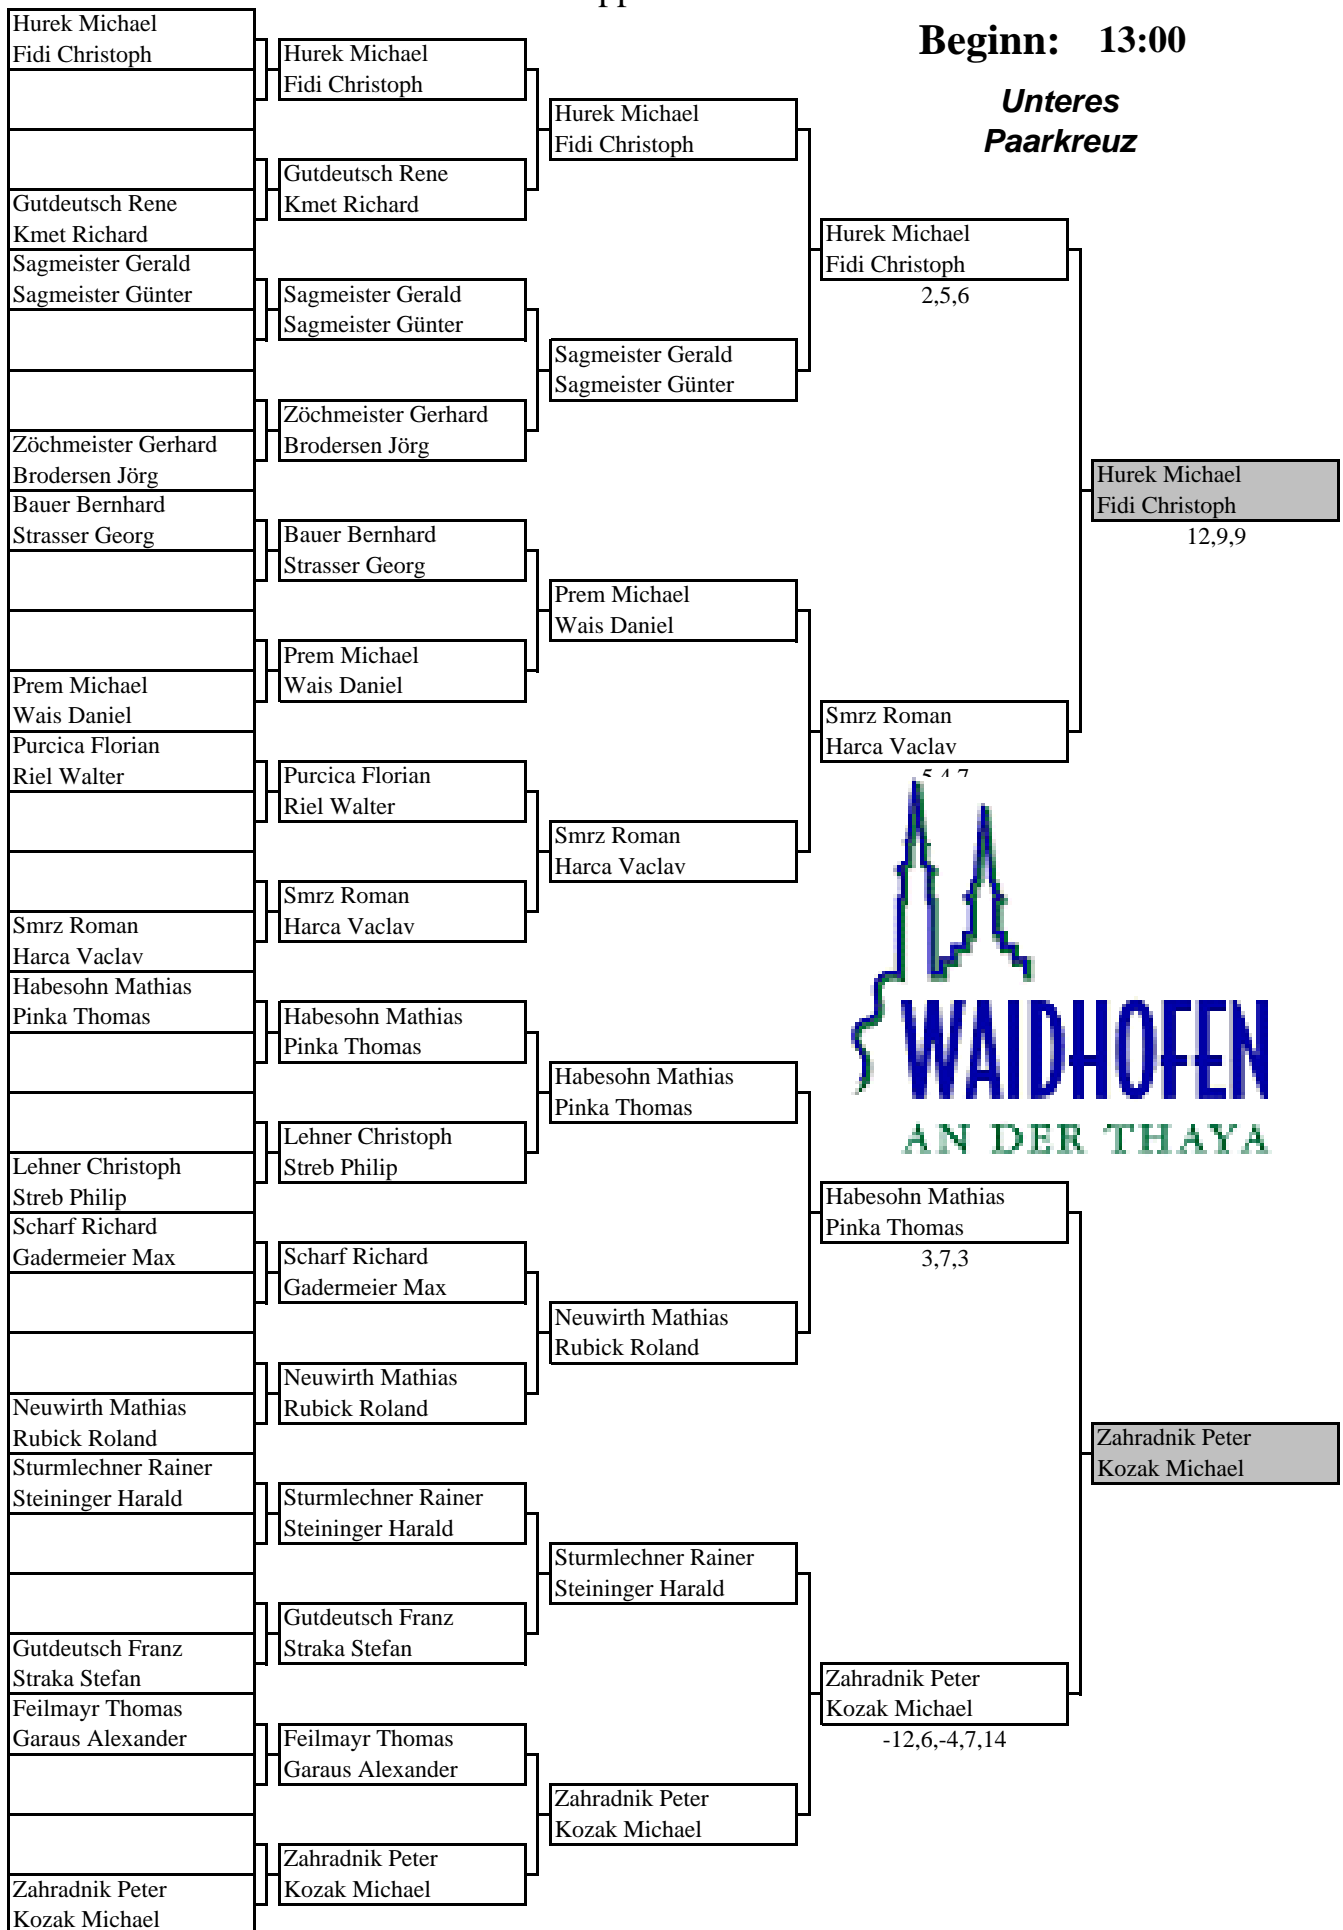 Beginn: 13:00
Unteres
Paarkreuz
Hurek Michael
Fidi Christoph
Gutdeutsch Rene
Kmet Richard
Sagmeister Gerald
Sagmeister Günter
Zöchmeister Gerhard
Brodersen Jörg
Bauer Bernhard
Strasser Georg
Prem Michael
Wais Daniel
Purcica Florian
Riel Walter
Smrz Roman
Harca Vaclav
Habesohn Mathias
Pinka Thomas
Lehner Christoph
Streb Philip
Scharf Richard
Gadermeier Max
Neuwirth Mathias
Rubick Roland
Sturmlechner Rainer
Steininger Harald
Gutdeutsch Franz
Straka Stefan
Feilmayr Thomas
Garaus Alexander
Zahradnik Peter
Kozak Michael
Hurek Michael
Fidi Christoph
Gutdeutsch Rene
Kmet Richard
Sagmeister Gerald
Sagmeister Günter
Zöchmeister Gerhard
Brodersen Jörg
Bauer Bernhard
Strasser Georg
Prem Michael
Wais Daniel
Purcica Florian
Riel Walter
Smrz Roman
Harca Vaclav
Habesohn Mathias
Pinka Thomas
Lehner Christoph
Streb Philip
Scharf Richard
Gadermeier Max
Neuwirth Mathias
Rubick Roland
Sturmlechner Rainer
Steininger Harald
Gutdeutsch Franz
Straka Stefan
Feilmayr Thomas
Garaus Alexander
Zahradnik Peter
Kozak Michael
Hurek Michael
Fidi Christoph
Sagmeister Gerald
Sagmeister Günter
Prem Michael
Wais Daniel
Smrz Roman
Harca Vaclav
Habesohn Mathias
Pinka Thomas
Neuwirth Mathias
Rubick Roland
Sturmlechner Rainer
Steininger Harald
Zahradnik Peter
Kozak Michael
Hurek Michael
Fidi Christoph
2,5,6
Smrz Roman
Harca Vaclav
5,4,7
WAIDHOFEN
AN DER THAYA
Habesohn Mathias
Pinka Thomas
3,7,3
Zahradnik Peter
Kozak Michael
-12,6,-4,7,14
Hurek Michael
Fidi Christoph
12,9,9
Zahradnik Peter
Kozak Michael